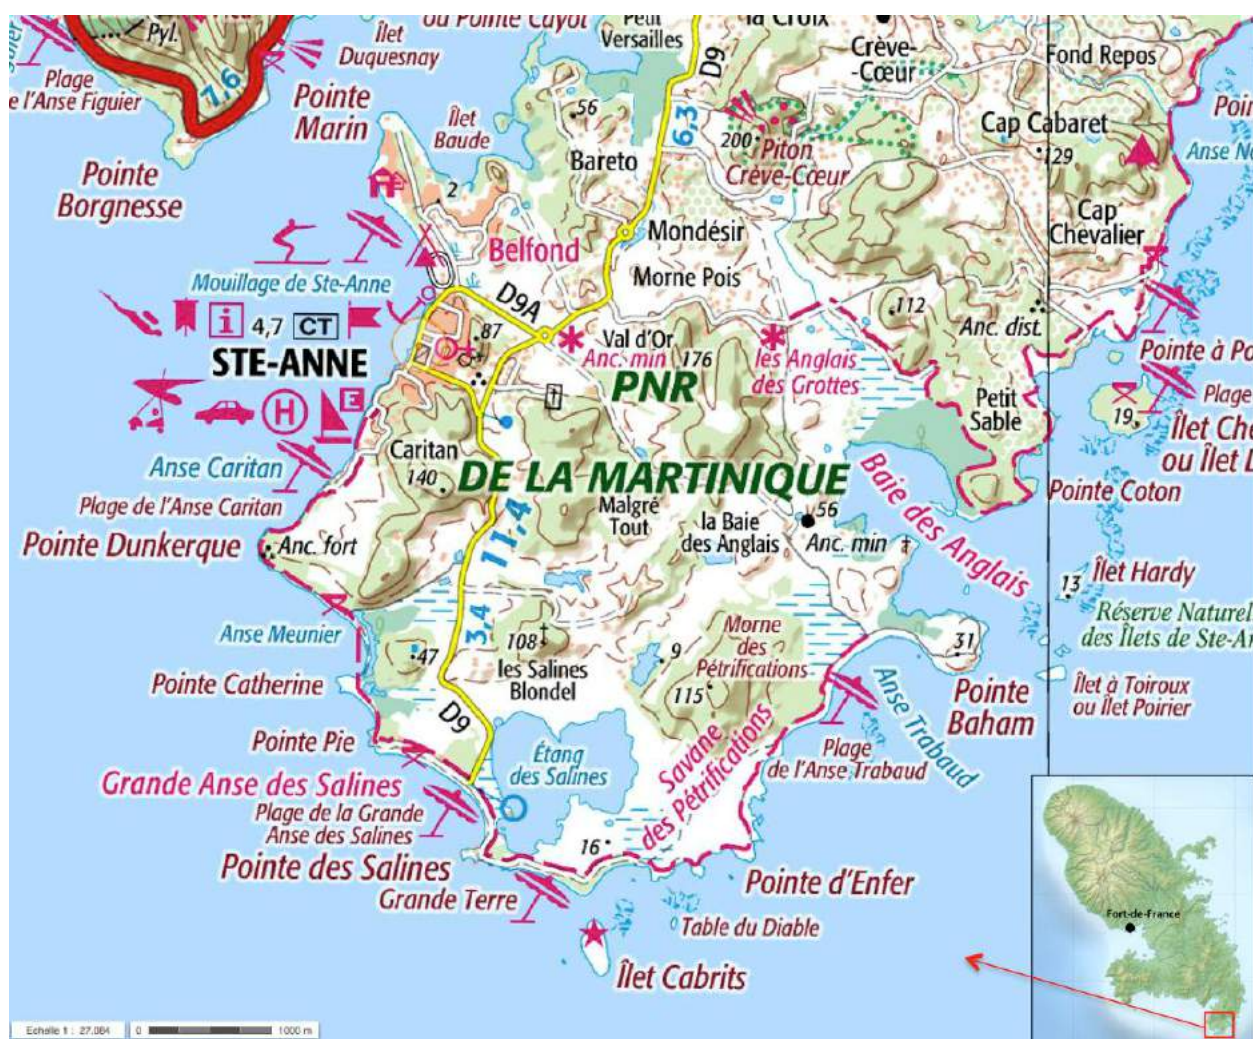 ou Pointe Cayot
Petit
Versailles
la Croix
Pyl.
Îlet
Duquesnay
D9
Crève-
-Cœur
Fond Repos
Plage
e l'Anse Figuier
7,6
Pointe
Marin
Îlet
Baude
56
6,3
200
Piton
Crève-Cœur
Cap Cabaret
129
Bareto
Pointe
Borgnesse
2
Cap
Chevalier
Belfond
Mondésir
Mouillage de Ste-Anne
Morne Pois
D9A
112
Anc. dist.
i
4,7
CT
87
Val d'Or
Anc. min
176
les Anglais
des Grottes
STE-ANNE
PNR
Pointe à Po
Plage
Petit
Sable
19
Îlet Che
ou Îlet L
H
E
Anse Caritan
Caritan
140
DE LA MARTINIQUE
Baie des Anglais
Plage de l'Anse Caritan
11,4
Malgré
Tout
la Baie
des Anglais
56
Anc. min
Pointe Coton
Pointe Dunkerque
Anc. fort
13
Îlet Hardy
Réserve Naturel
des Îlets de Ste-A
Anse Meunier
3,4
108
les Salines
Blondel
47
9
Morne
des
Pétrifications
115
31
Pointe Catherine
Pointe
Baham
Îlet à Toiroux
ou Îlet Poirier
Anse Trabaud
D9
Pointe Pie
Étang
des Salines
Savane
des Pétrifications
Plage
de l'Anse Trabaud
Grande Anse des Salines
Plage de la Grande
Anse des Salines
16
Pointe des Salines
Grande Terre
Pointe d'Enfer
Table du Diable
Îlet Cabrits
Fort-de-France
Echelle 1 : 27,084
0
1000 m